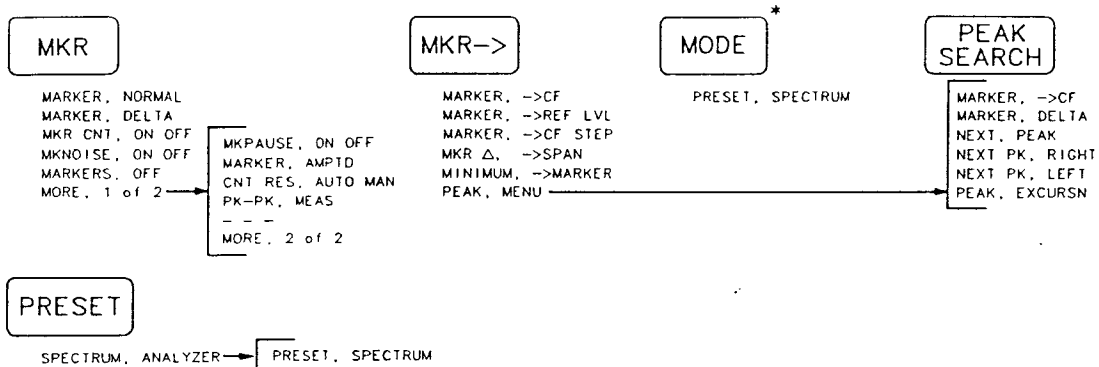 MKR
MARKER, NORMAL
MARKER, DELTA
MKR CNT, ON OFF
MKNOISE, ON OFF
MARKERS, OFF
MORE, 1 of 2
MKPAUSE, ON OFF
MARKER, AMPTD
CNT RES, AUTO MAN
PK-PK, MEAS
– – –
MORE, 2 of 2
MKR->
MARKER, ->CF
MARKER, ->REF LVL
MARKER, ->CF STEP
MKR △, ->SPAN
MINIMUM, ->MARKER
PEAK, MENU
MODE *
PRESET, SPECTRUM
PEAK
SEARCH
MARKER, ->CF
MARKER, DELTA
NEXT, PEAK
NEXT PK, RIGHT
NEXT PK, LEFT
PEAK, EXCURSN
PRESET
SPECTRUM, ANALYZER
PRESET, SPECTRUM